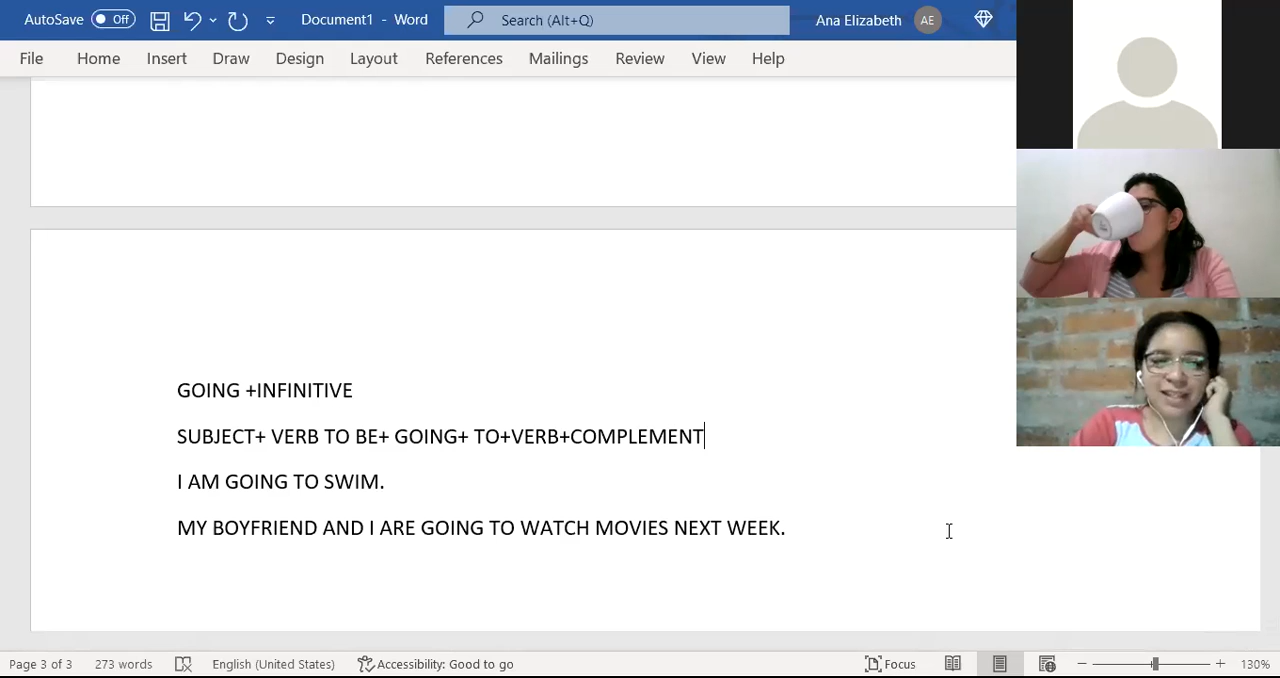 AutoSave Off Document1 - Word Search (Alt+Q) Ana Elizabeth AE
File Home Insert Draw Design Layout References Mailings Review View Help
GOING +INFINITIVE
SUBJECT+ VERB TO BE+ GOING+ TO+VERB+COMPLEMENT
I AM GOING TO SWIM.
MY BOYFRIEND AND I ARE GOING TO WATCH MOVIES NEXT WEEK.
Page 3 of 3 273 words English (United States) Accessibility: Good to go Focus 130%